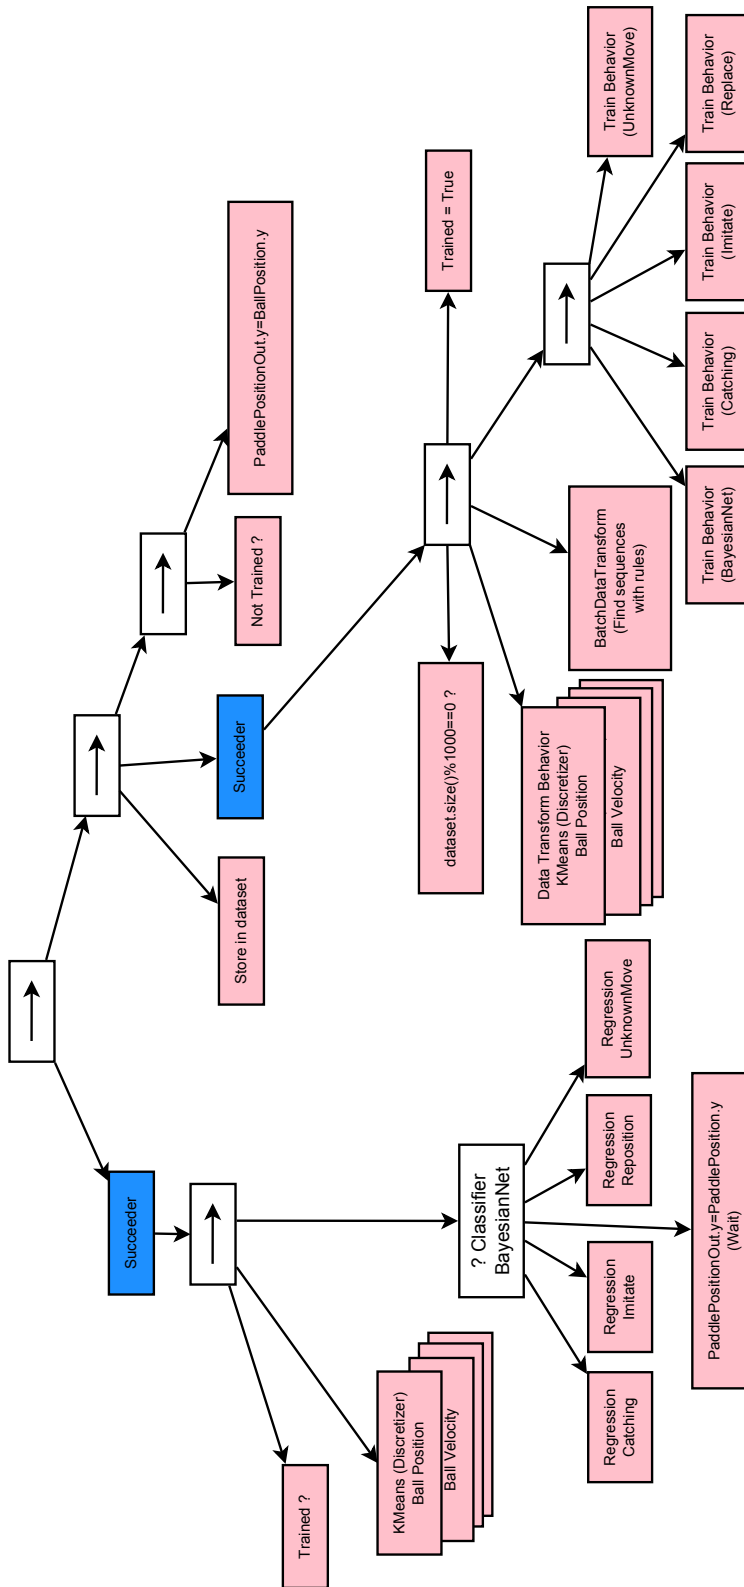 Succeeder
Trained ?
KMeans (Discretizer)
Ball Position
Ball Velocity
? Classifier
BayesianNet
Regression
Catching
Regression
Imitate
PaddlePositionOut.y=PaddlePosition.y
(Wait)
Regression
Reposition
Regression
UnknownMove
Store in dataset
Succeeder
Not Trained ?
PaddlePositionOut.y=BallPosition.y
dataset.size()%1000==0 ?
Data Transform Behavior
KMeans (Discretizer)
Ball Position
Ball Velocity
BatchDataTransform
(Find sequences
with rules)
Trained = True
Train Behavior
(BayesianNet)
Train Behavior
(Catching)
Train Behavior
(Imitate)
Train Behavior
(Replace)
Train Behavior
(UnknownMove)